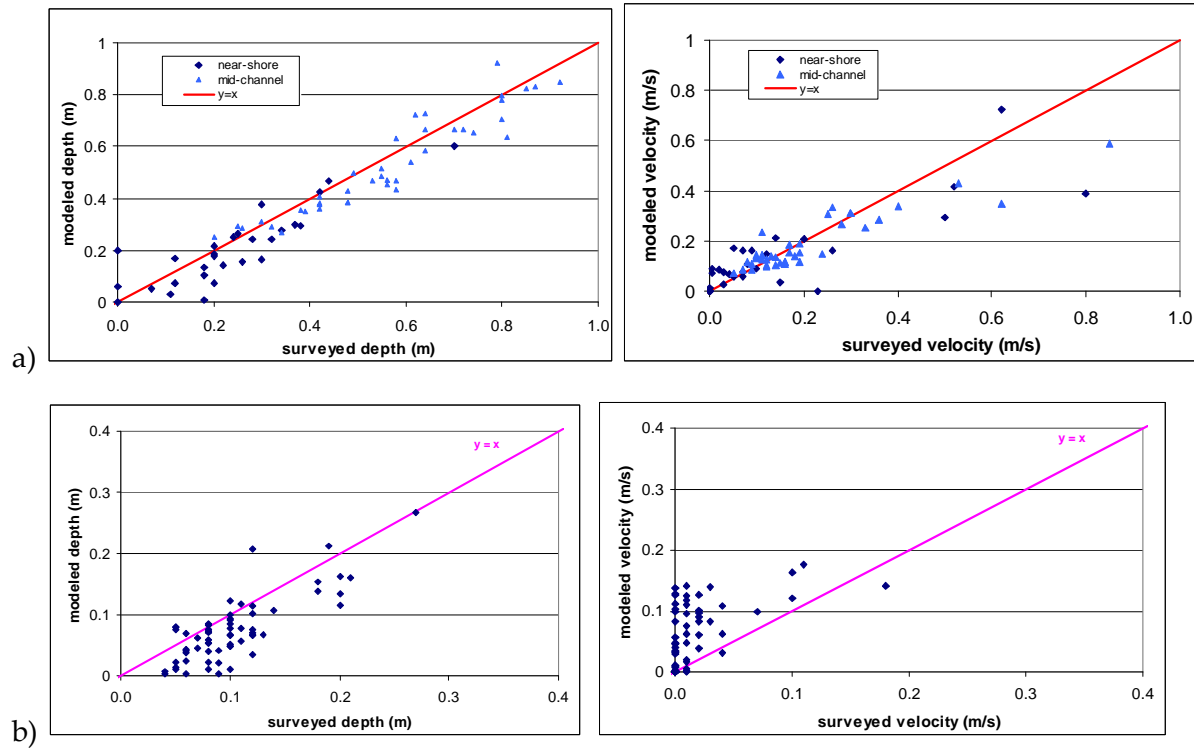 near-shore
mid-channel
y=x
modeled depth (m)
1
0.8
0.6
0.4
0.2
0
0.0 0.2 0.4 0.6 0.8 1.0
surveyed depth (m)
near-shore
mid-channel
y=x
modeled velocity (m/s)
1
0.8
0.6
0.4
0.2
0
0.0 0.2 0.4 0.6 0.8 1.0
surveyed velocity (m/s)
a)
y = x
modeled depth (m)
0.4
0.3
0.2
0.1
0.0
0.0 0.1 0.2 0.3 0.4
surveyed depth (m)
y = x
modeled velocity (m/s)
0.4
0.3
0.2
0.1
0.0
0.0 0.1 0.2 0.3 0.4
surveyed velocity (m/s)
b)